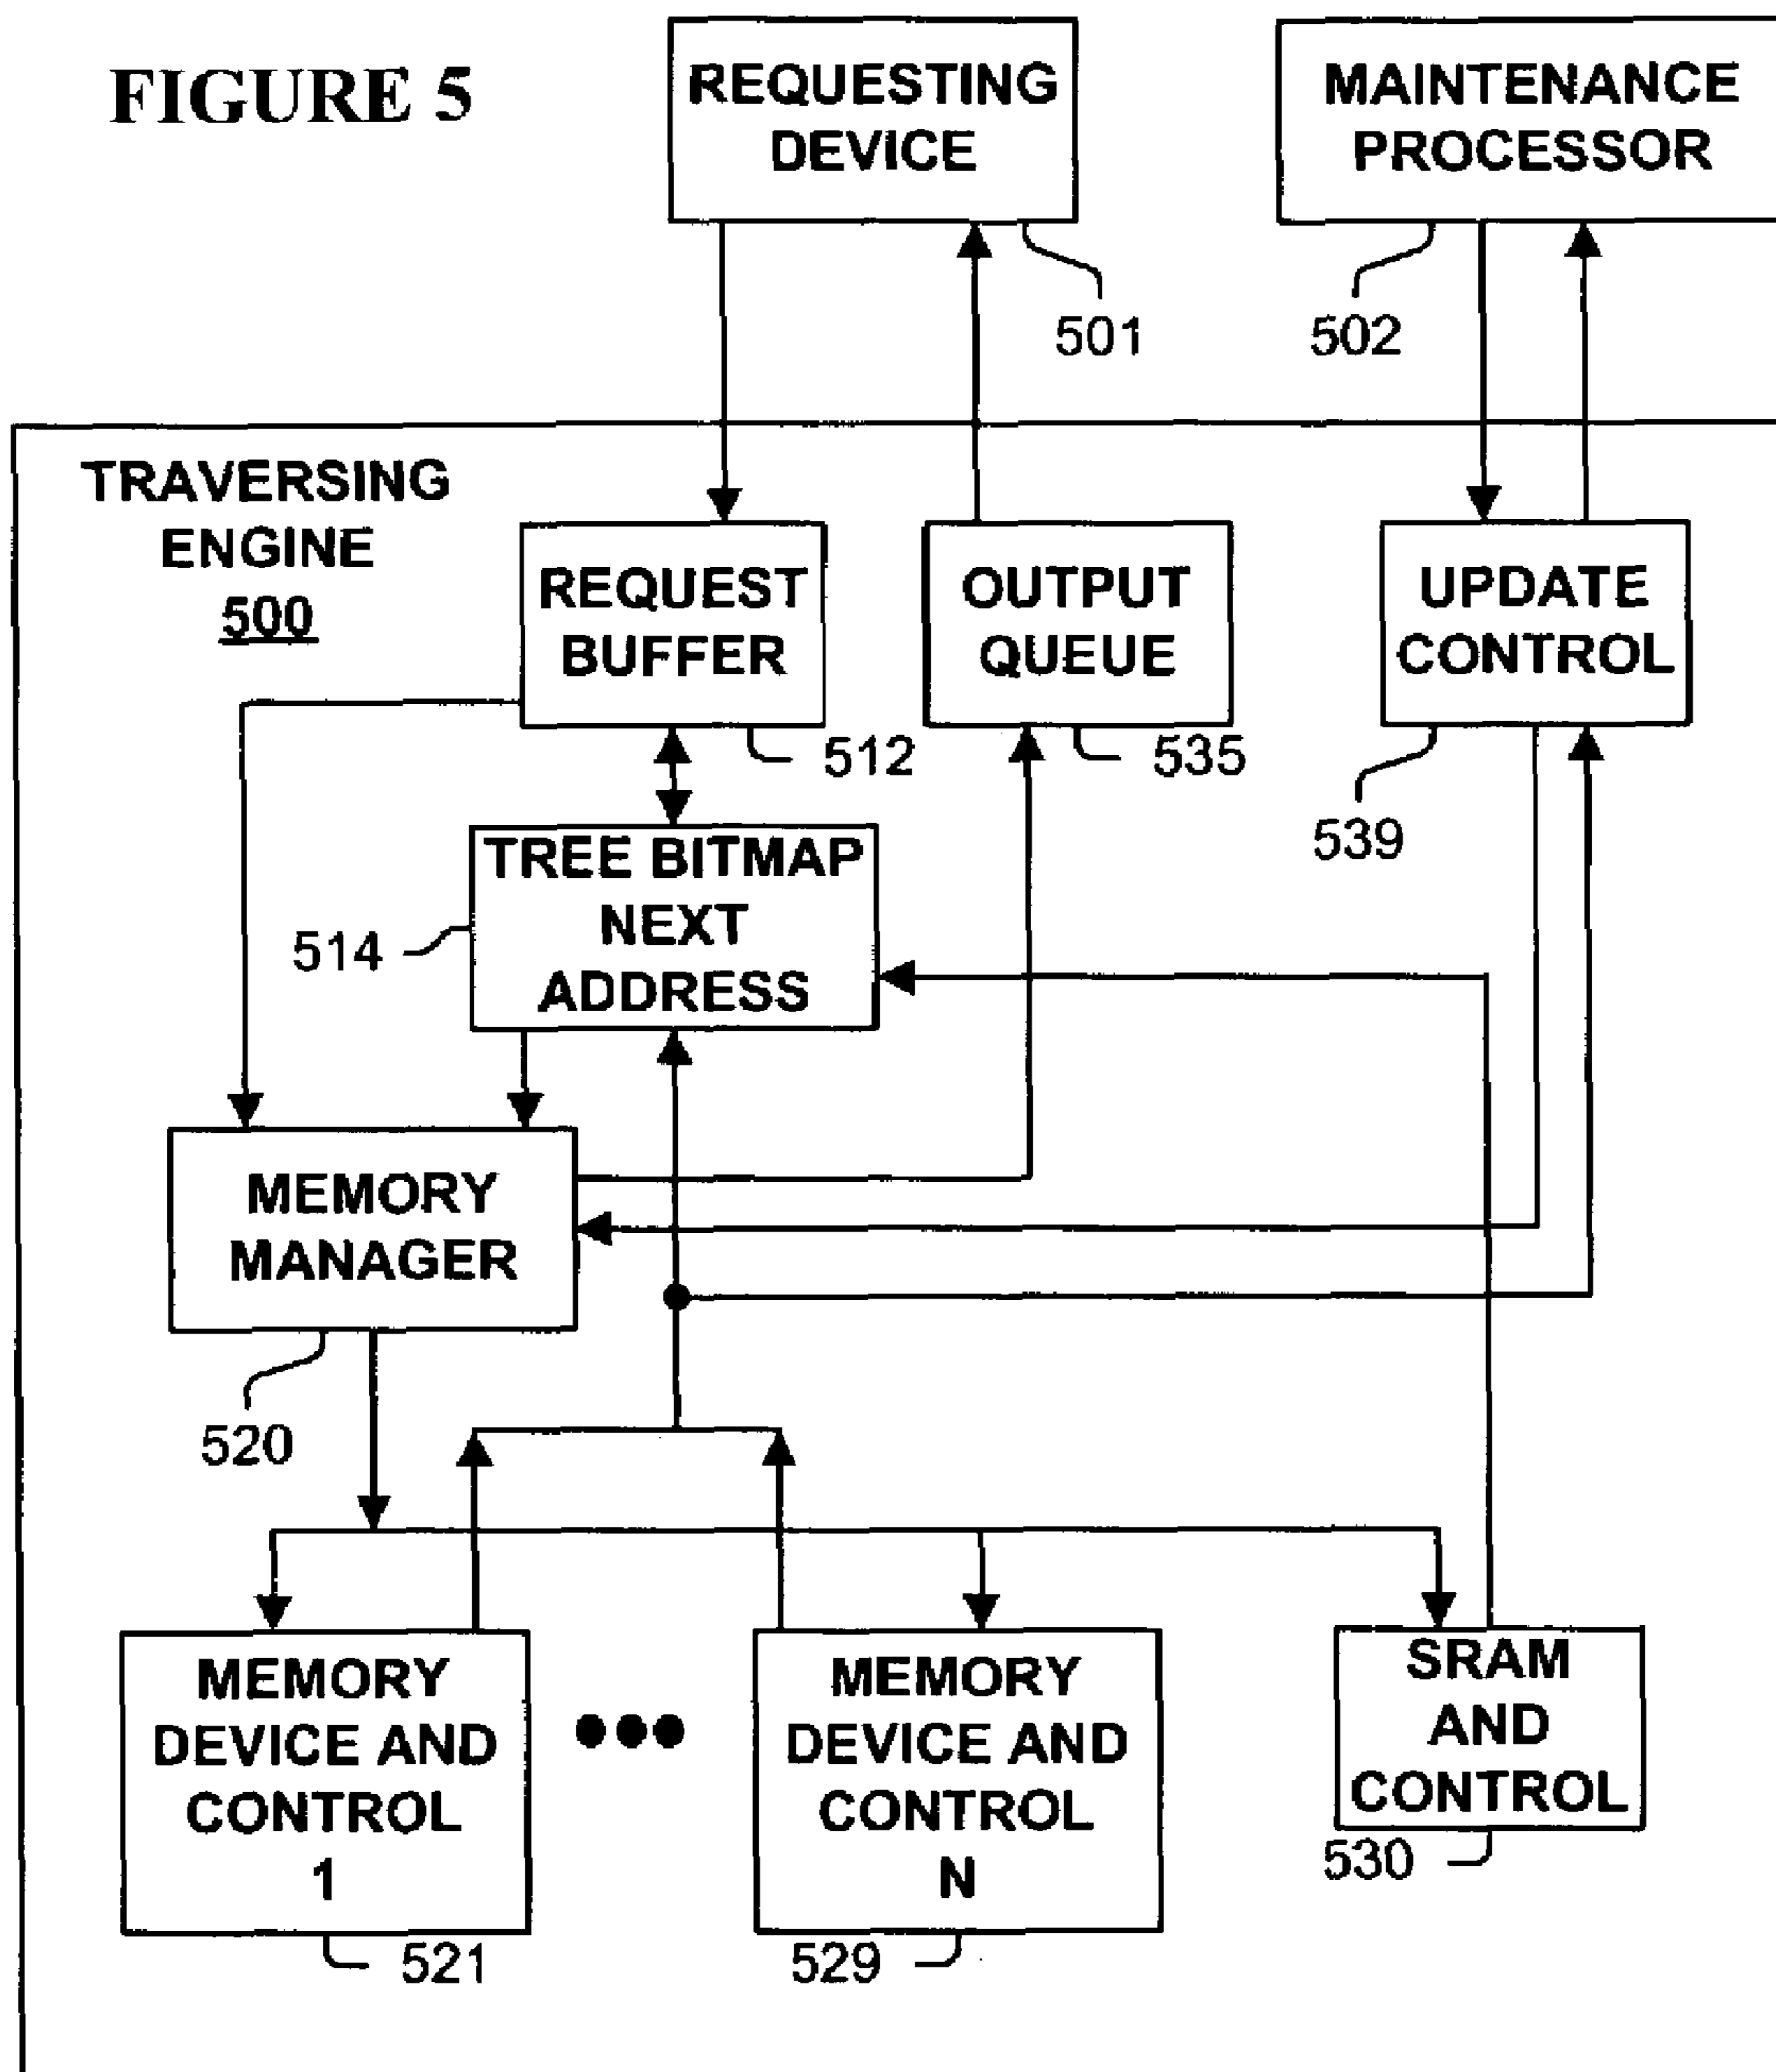 FIGURE 5
REQUESTING
DEVICE
MAINTENANCE
PROCESSOR
501
502
TRAVERSING
ENGINE
500
REQUEST
BUFFER
OUTPUT
QUEUE
UPDATE
CONTROL
512
535
539
TREE BITMAP
NEXT
ADDRESS
514
MEMORY
MANAGER
520
MEMORY
DEVICE AND
CONTROL
1
MEMORY
DEVICE AND
CONTROL
N
SRAM
AND
CONTROL
530
521
529